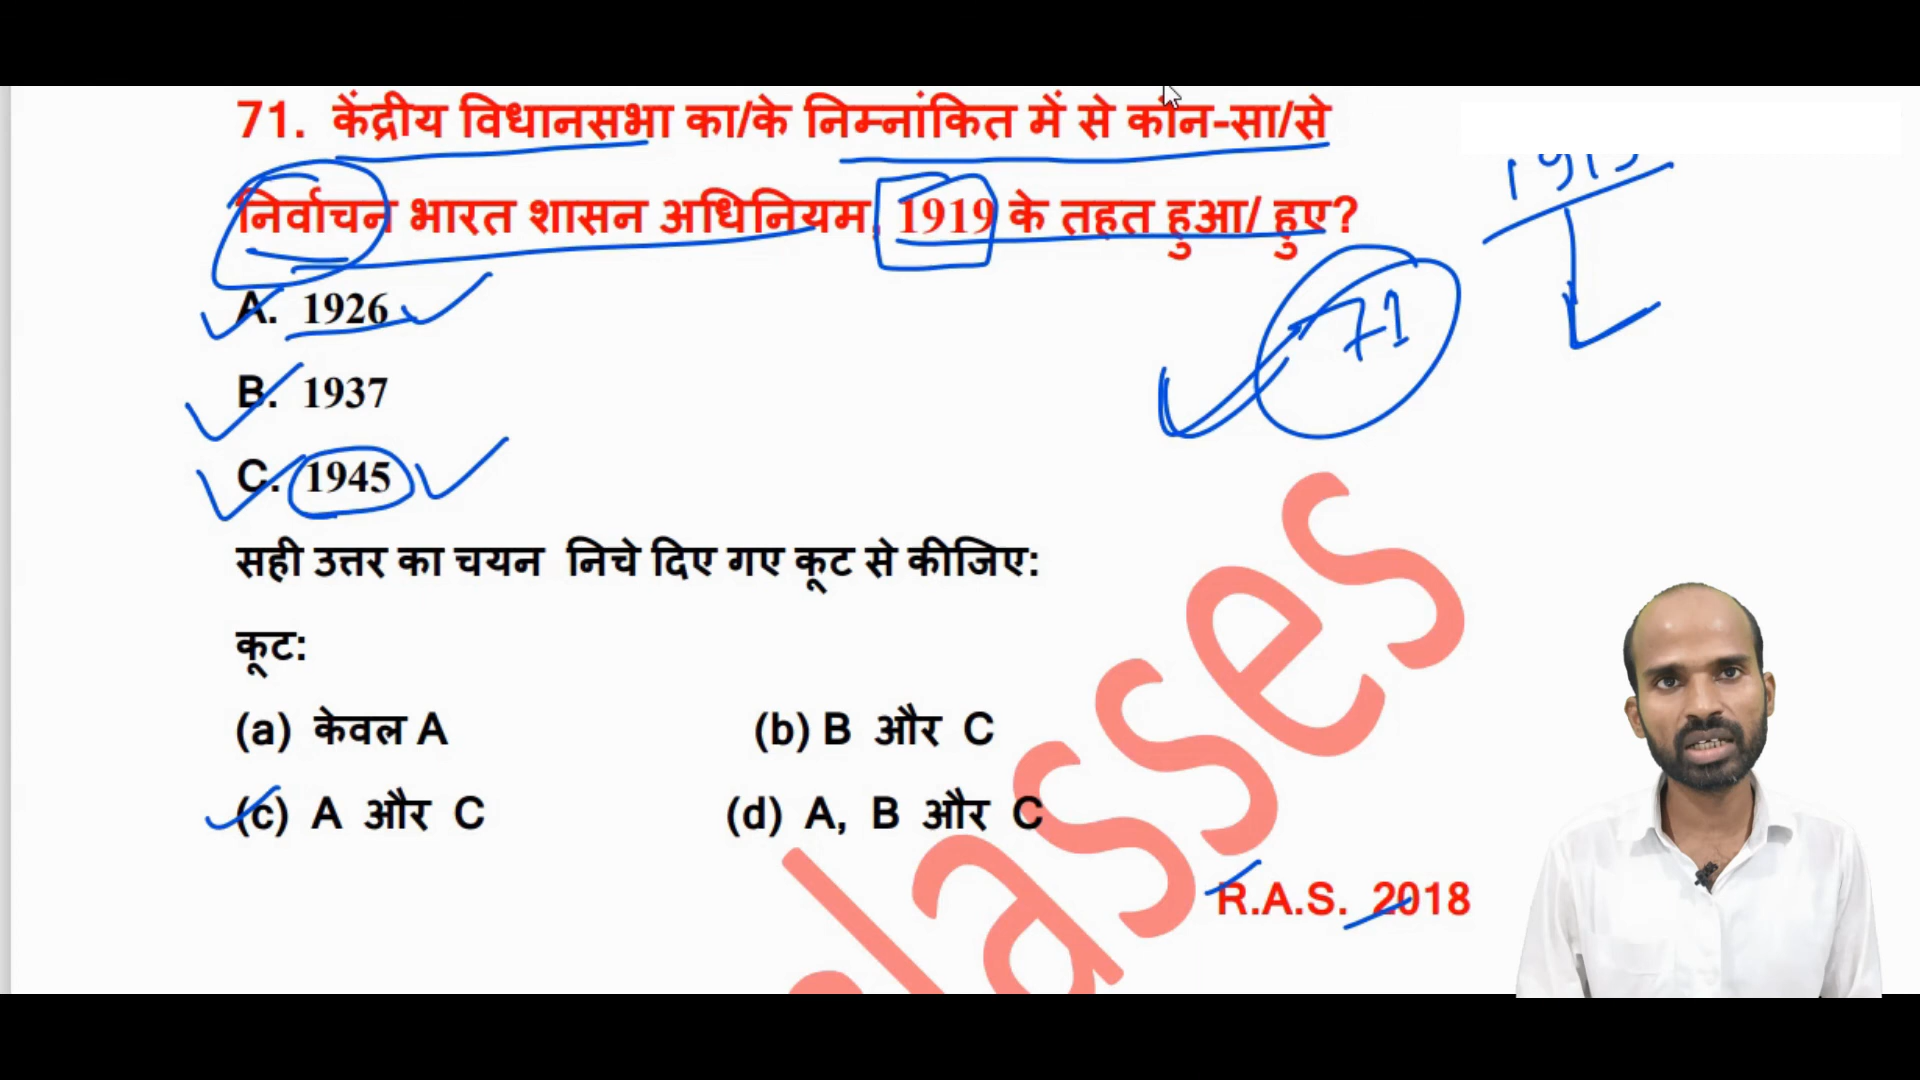 71. केंद्रीय विधानसभा का/के निम्नांकित में से कौन-सा/से
निर्वाचन भारत शासन अधिनियम, 1919 के तहत हुआ/ हुए?
A. 1926
B. 1937
C. 1945
71
सही उत्तर का चयन निचे दिए गए कूट से कीजिए:
कूट:
(a) केवल A
(b) B और C
(c) A और C
(d) A, B और C
R.A.S. 2018
lasses